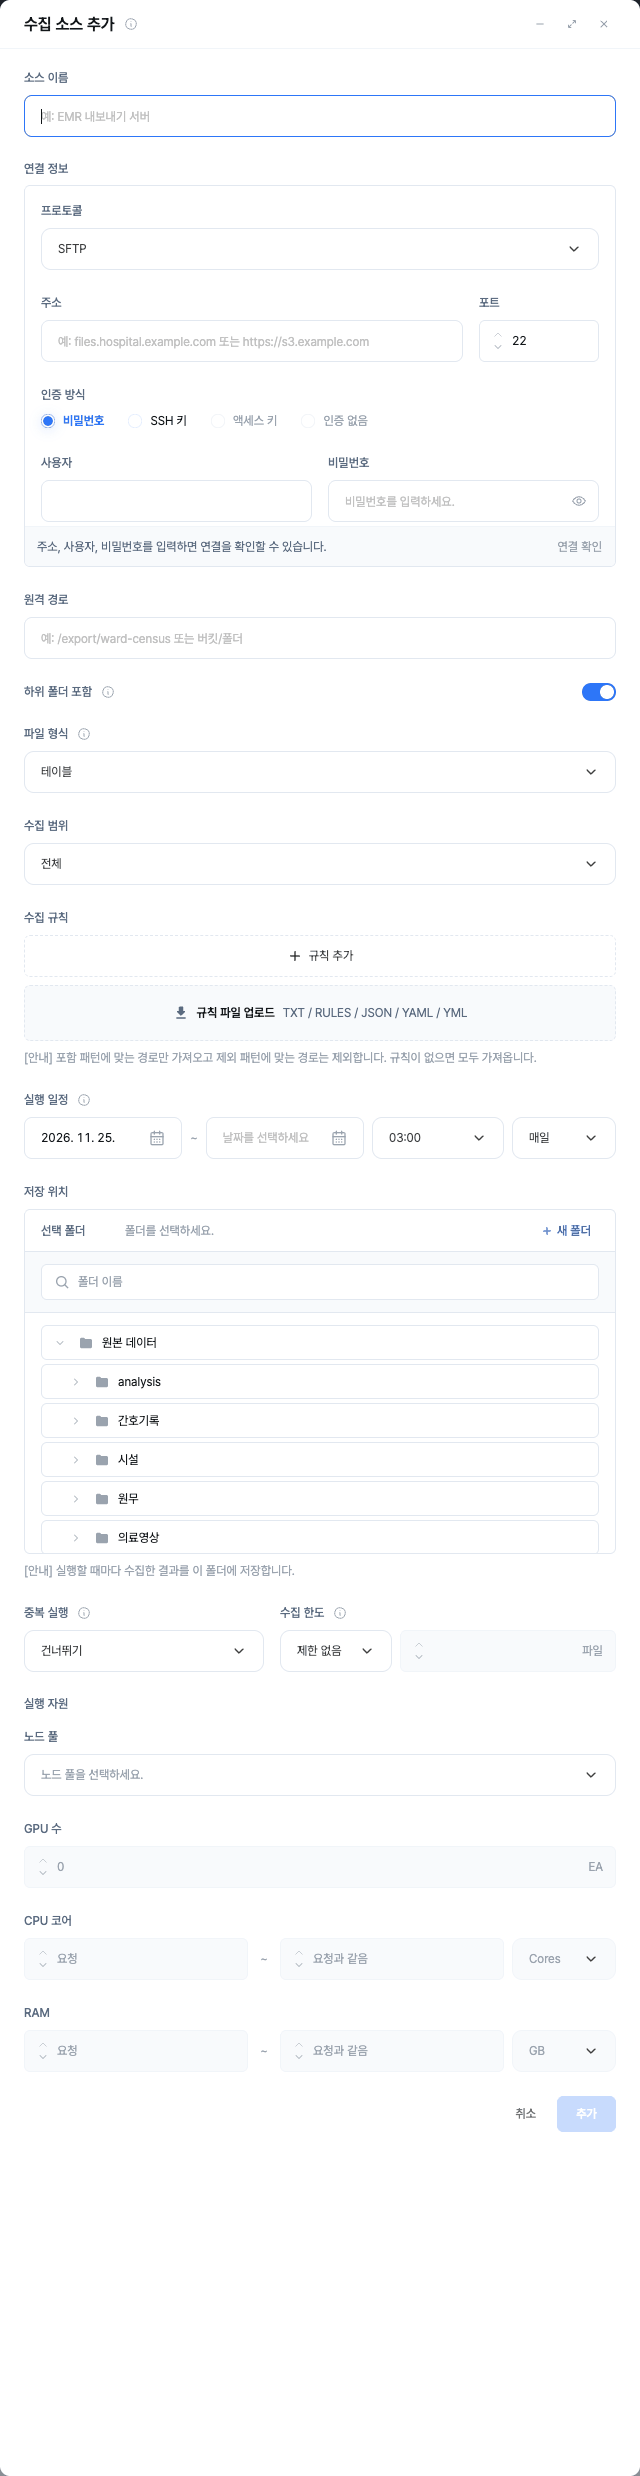 수집 소스 추가
소스 이름
예: EMR 내보내기 서버
연결 정보
프로토콜
SFTP
주소 포트
예: files.hospital.example.com 또는 https://s3.example.com 22
인증 방식
비밀번호 SSH 키 액세스 키 인증 없음
사용자 비밀번호
비밀번호를 입력하세요.
주소, 사용자, 비밀번호를 입력하면 연결을 확인할 수 있습니다. 연결 확인
원격 경로
예: /export/ward-census 또는 버킷/폴더
하위 폴더 포함
파일 형식
테이블
수집 범위
전체
수집 규칙
+ 규칙 추가
규칙 파일 업로드 TXT / RULES / JSON / YAML / YML
[안내] 포함 패턴에 맞는 경로만 가져오고 제외 패턴에 맞는 경로는 제외합니다. 규칙이 없으면 모두 가져옵니다.
실행 일정
2026. 11. 25. ~ 날짜를 선택하세요 03:00 매일
저장 위치
선택 폴더 폴더를 선택하세요. + 새 폴더
폴더 이름
원본 데이터
analysis
간호기록
시설
원무
의료영상
[안내] 실행할 때마다 수집한 결과를 이 폴더에 저장합니다.
중복 실행 수집 한도
건너뛰기 제한 없음 파일
실행 자원
노드 풀
노드 풀을 선택하세요.
GPU 수
0 EA
CPU 코어
요청 ~ 요청과 같음 Cores
RAM
요청 ~ 요청과 같음 GB
취소 추가